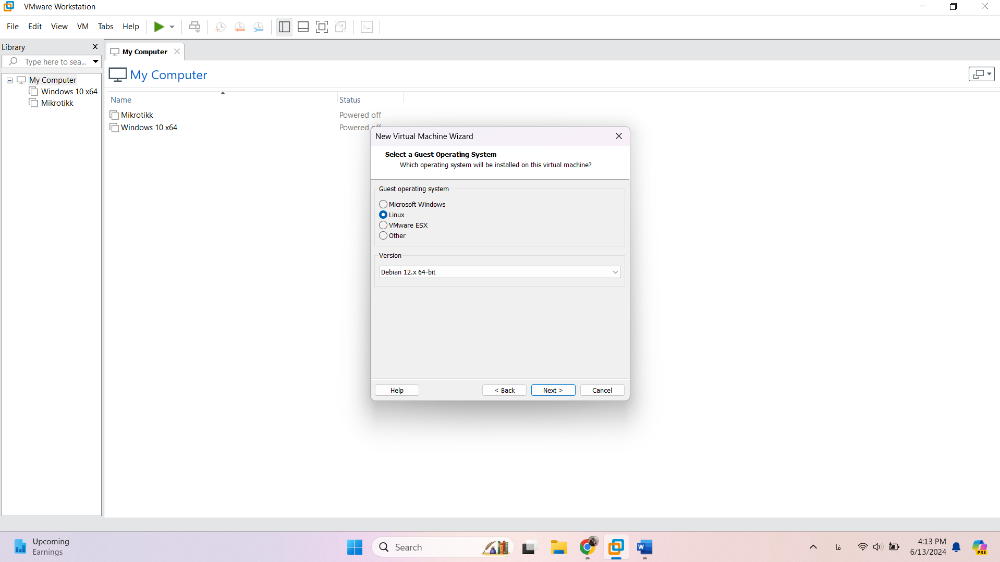 VMware Workstation
File Edit View VM Tabs Help
Library
Type here to sea...
My Computer
Windows 10 x64
Mikrotikk
My Computer
My Computer
Name Status
Mikrotikk Powered off
Windows 10 x64 Powered off
New Virtual Machine Wizard
Select a Guest Operating System
Which operating system will be installed on this virtual machine?
Guest operating system
Microsoft Windows
Linux
VMware ESX
Other
Version
Debian 12.x 64-bit
Help < Back Next > Cancel
Upcoming
Earnings
Search
W
فا
4:13 PM
6/13/2024
PRE